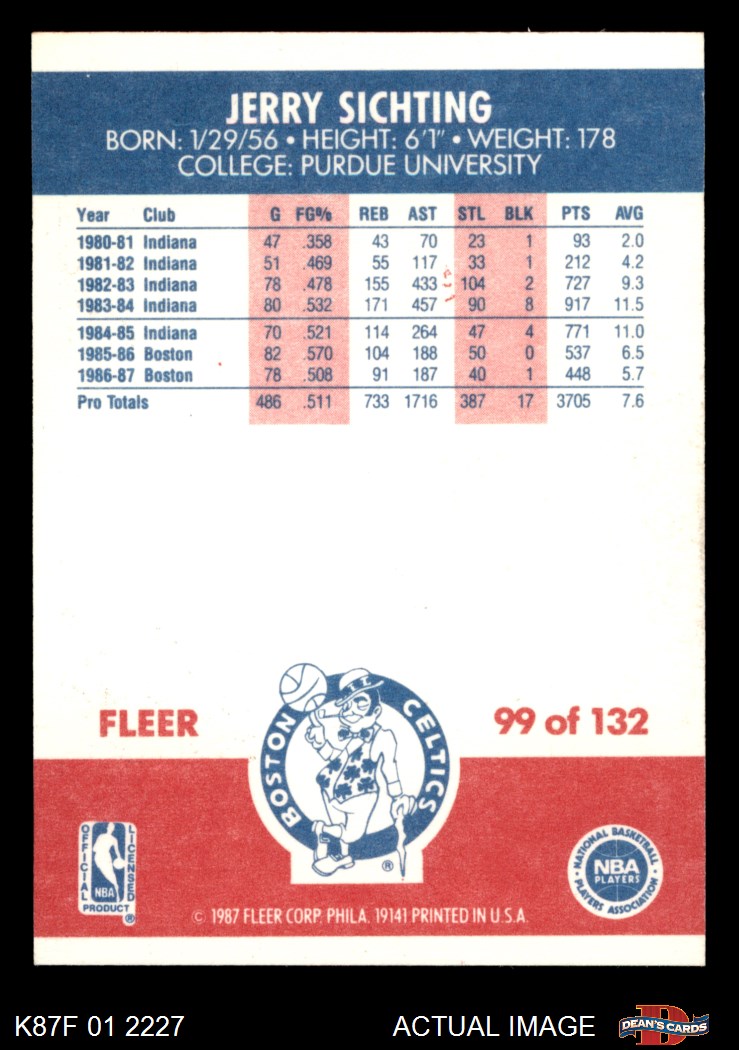 JERRY SICHTING
BORN: 1/29/56 • HEIGHT: 6'1" • WEIGHT: 178
COLLEGE: PURDUE UNIVERSITY
Year Club G FG% REB AST STL BLK PTS AVG
1980-81 Indiana 47 .358 43 70 23 1 93 2.0
1981-82 Indiana 51 .469 55 117 33 1 212 4.2
1982-83 Indiana 78 .478 155 433 104 2 727 9.3
1983-84 Indiana 80 .532 171 457 90 8 917 11.5
1984-85 Indiana 70 .521 114 264 47 4 771 11.0
1985-86 Boston 82 .570 104 188 50 0 537 6.5
1986-87 Boston 78 .508 91 187 40 1 448 5.7
Pro Totals 486 .511 733 1716 387 17 3705 7.6
FLEER
BOSTON CELTICS
®
99 of 132
OFFICIAL LICENSED
NBA
PRODUCT ®
NATIONAL BASKETBALL
NBA
PLAYERS
PLAYERS ASSOCIATION
© 1987 FLEER CORP. PHILA. 19141 PRINTED IN U.S.A.
K87F 01 2227 ACTUAL IMAGE
D
DEAN'S CARDS